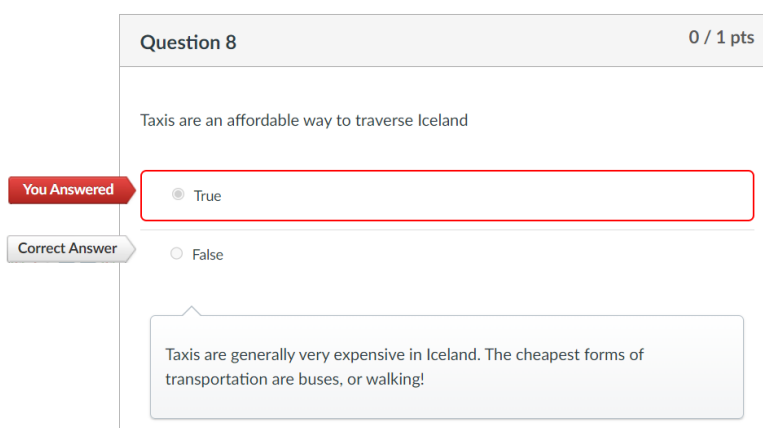 Question 8
0 / 1 pts
Taxis are an affordable way to traverse Iceland
You Answered
True
Correct Answer
False
Taxis are generally very expensive in Iceland. The cheapest forms of
transportation are buses, or walking!